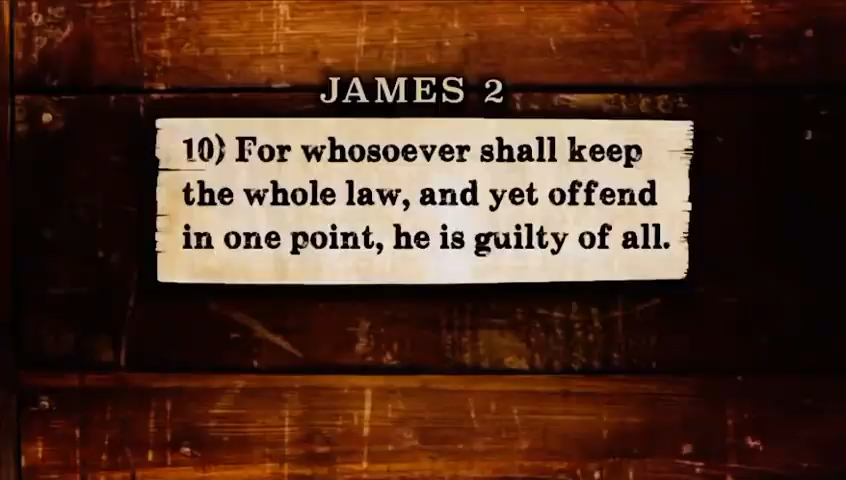 JAMES 2
10) For whosoever shall keep
the whole law, and yet offend
in one point, he is guilty of all.